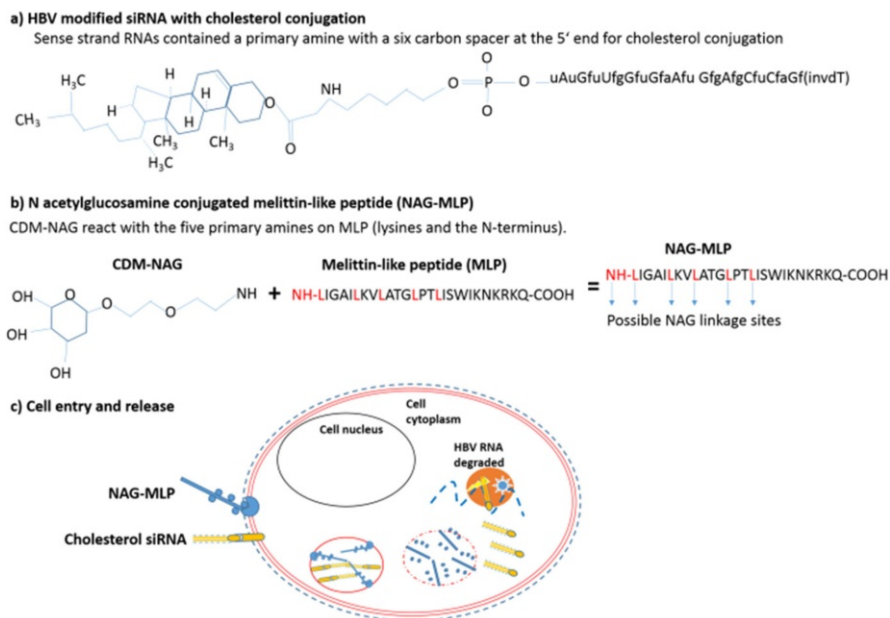 a) HBV modified siRNA with cholesterol conjugation
Sense strand RNAs contained a primary amine with a six carbon spacer at the 5' end for cholesterol conjugation
H₃C
CH₃
H
H
H
H
CH₃
CH₃
H₃C
O
O
NH
O
O
P
O
O
uAuGfuUfgGfuGfaAfu GfgAfgCfuCfaGf(invdT)
b) N acetylglucosamine conjugated melittin-like peptide (NAG-MLP)
CDM-NAG react with the five primary amines on MLP (lysines and the N-terminus).
CDM-NAG
OH
O
O
O
NH
OH
OH
+
Melittin-like peptide (MLP)
NH-LIGAILKVLATGLPTLISWIKNKRKQ-COOH
=
NAG-MLP
NH-LIGAILKVLATGLPTLISWIKNKRKQ-COOH
Possible NAG linkage sites
c) Cell entry and release
Cell
cytoplasm
Cell nucleus
HBV RNA
degraded
NAG-MLP
Cholesterol siRNA